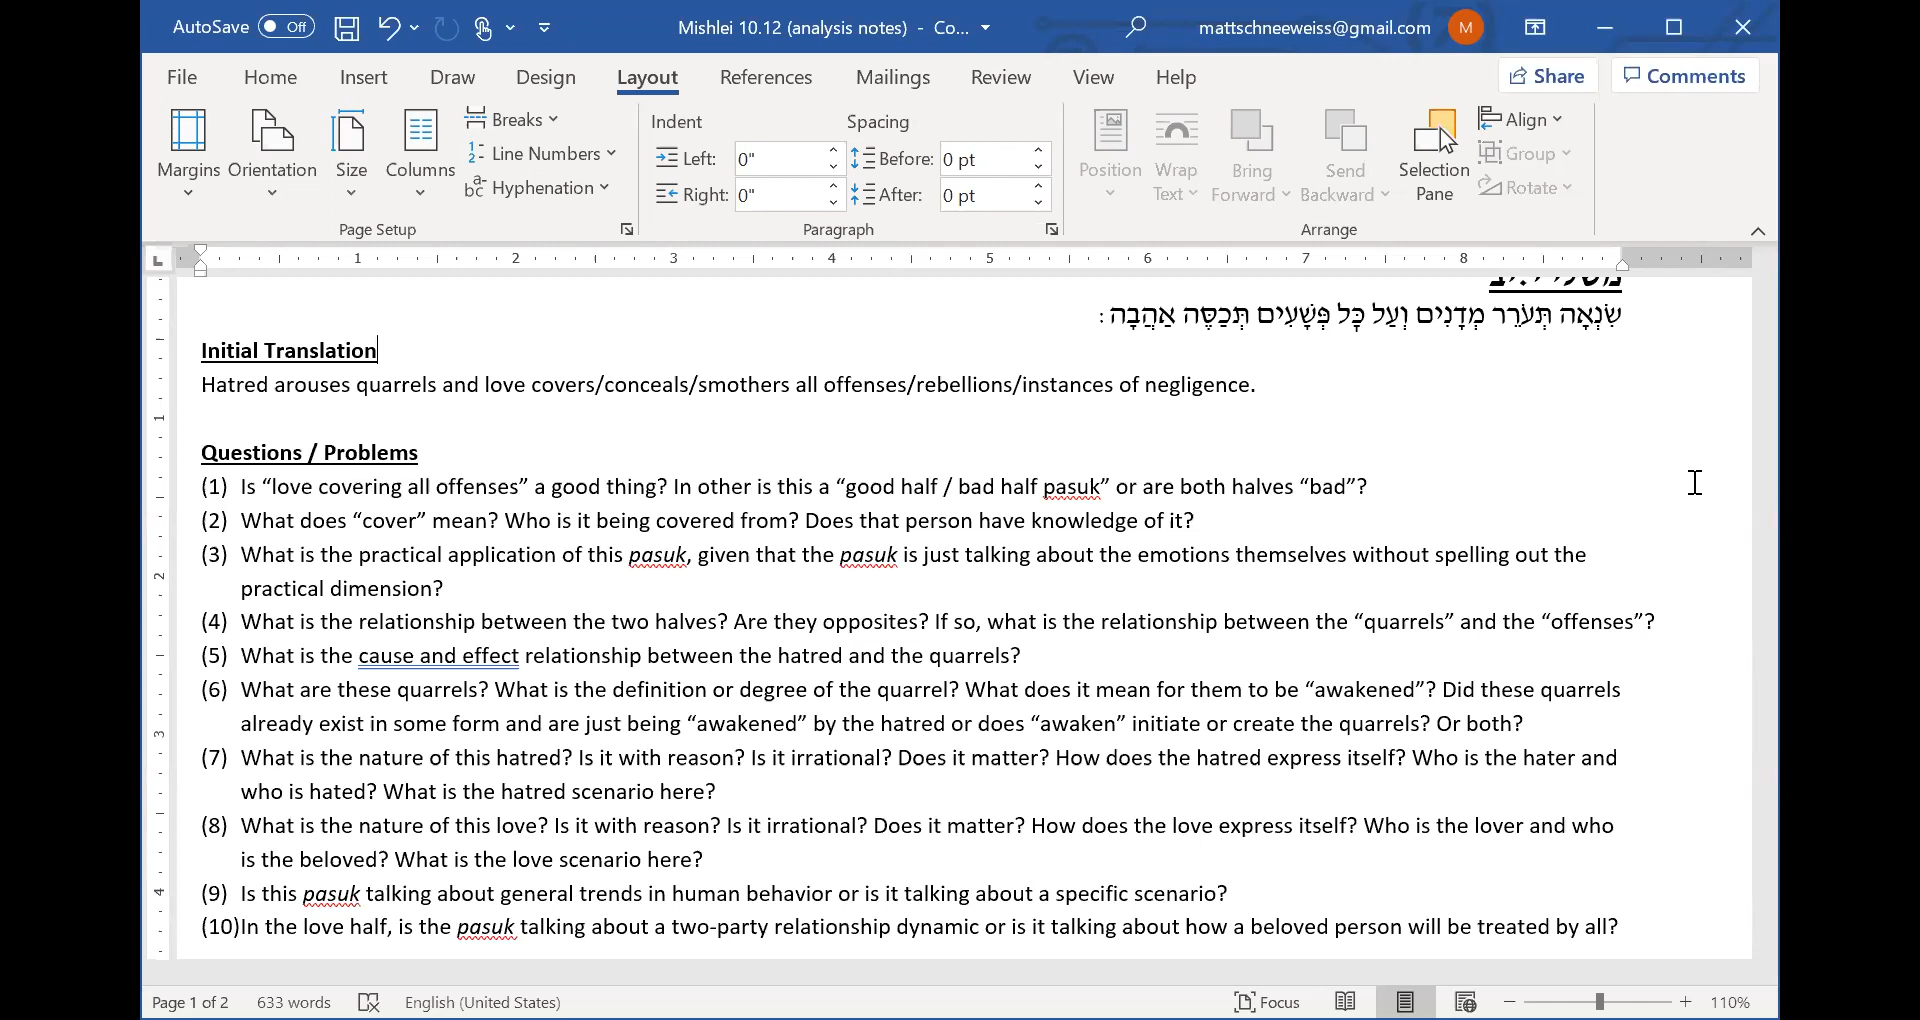 AutoSave Off Mishlei 10.12 (analysis notes) - Co... mattschneeweiss@gmail.com M
File Home Insert Draw Design Layout References Mailings Review View Help Share Comments
Margins Orientation Size Columns Breaks Line Numbers Hyphenation
Page Setup
Indent Spacing
Left: 0" Before: 0 pt
Right: 0" After: 0 pt
Paragraph
Position Wrap Text Bring Forward Send Backward Selection Pane Align Group Rotate
Arrange
1 2 3 4 5 6 7 8
שִׂנְאָה תְּעֹרֵר מְדָנִים וְעַל כָּל פְּשָׁעִים תְּכַסֶּה אַהֲבָה :
Initial Translation
Hatred arouses quarrels and love covers/conceals/smothers all offenses/rebellions/instances of negligence.
Questions / Problems
(1) Is “love covering all offenses” a good thing? In other is this a “good half / bad half pasuk” or are both halves “bad”?
(2) What does “cover” mean? Who is it being covered from? Does that person have knowledge of it?
(3) What is the practical application of this pasuk, given that the pasuk is just talking about the emotions themselves without spelling out the
practical dimension?
(4) What is the relationship between the two halves? Are they opposites? If so, what is the relationship between the “quarrels” and the “offenses”?
(5) What is the cause and effect relationship between the hatred and the quarrels?
(6) What are these quarrels? What is the definition or degree of the quarrel? What does it mean for them to be “awakened”? Did these quarrels
already exist in some form and are just being “awakened” by the hatred or does “awaken” initiate or create the quarrels? Or both?
(7) What is the nature of this hatred? Is it with reason? Is it irrational? Does it matter? How does the hatred express itself? Who is the hater and
who is hated? What is the hatred scenario here?
(8) What is the nature of this love? Is it with reason? Is it irrational? Does it matter? How does the love express itself? Who is the lover and who
is the beloved? What is the love scenario here?
(9) Is this pasuk talking about general trends in human behavior or is it talking about a specific scenario?
(10)In the love half, is the pasuk talking about a two-party relationship dynamic or is it talking about how a beloved person will be treated by all?
1
2
3
4
Page 1 of 2 633 words English (United States) Focus 110%